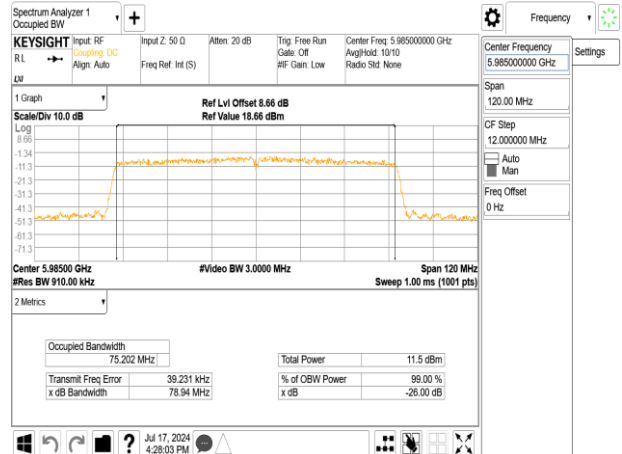 Spectrum Analyzer 1
Occupied BW
Frequency
KEYSIGHT
Input: RF
Coupling: DC
Align: Auto
Input Z: 50 Ω
Freq Ref: Int (S)
Atten: 20 dB
Trig: Free Run
Gate: Off
#IF Gain: Low
Center Freq: 5.985000000 GHz
Avg|Hold: 10/10
Radio Std: None
RL
LXI
Center Frequency
5.985000000 GHz
Settings
Span
120.00 MHz
CF Step
12.000000 MHz
Auto
Man
Freq Offset
0 Hz
1 Graph
Scale/Div 10.0 dB
Ref Lvl Offset 8.66 dB
Ref Value 18.66 dBm
Log
8.66
-1.34
-11.3
-21.3
-31.3
-41.3
-51.3
-61.3
-71.3
Center 5.98500 GHz
#Video BW 3.0000 MHz
Span 120 MHz
#Res BW 910.00 kHz
Sweep 1.00 ms (1001 pts)
2 Metrics
Occupied Bandwidth
75.202 MHz
Total Power 11.5 dBm
Transmit Freq Error 39.231 kHz
% of OBW Power 99.00 %
x dB Bandwidth 78.94 MHz
x dB -26.00 dB
?
Jul 17, 2024
4:28:03 PM